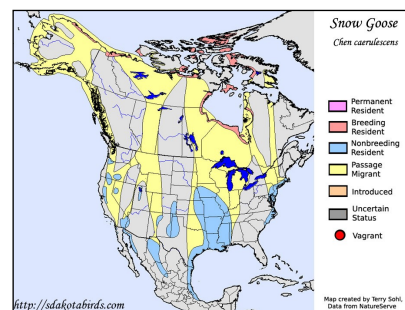 Snow Goose
Chen caerulescens
Permanent
Resident
Breeding
Resident
Nonbreeding
Resident
Passage
Migrant
Introduced
Uncertain
Status
Vagrant
http://sdakotabirds.com
Map created by Terry Sohl,
Data from NatureServe